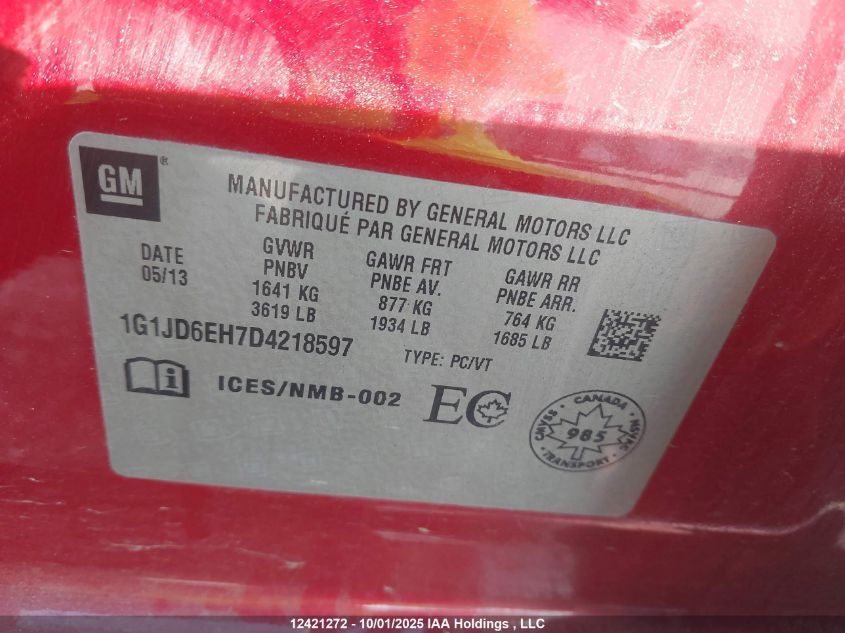 GM®
MANUFACTURED BY GENERAL MOTORS LLC
FABRIQUÉ PAR GENERAL MOTORS LLC
DATE
05/13
GVWR
PNBV
1641 KG
3619 LB
GAWR FRT
PNBE AV.
877 KG
1934 LB
GAWR RR
PNBE ARR.
764 KG
1685 LB
1G1JD6EH7D4218597
TYPE: PC/VT
i ICES/NMB-002 EC
CANADA
CMVSS 985 NSVAC
TRANSPORT
12421272 - 10/01/2025 IAA Holdings , LLC